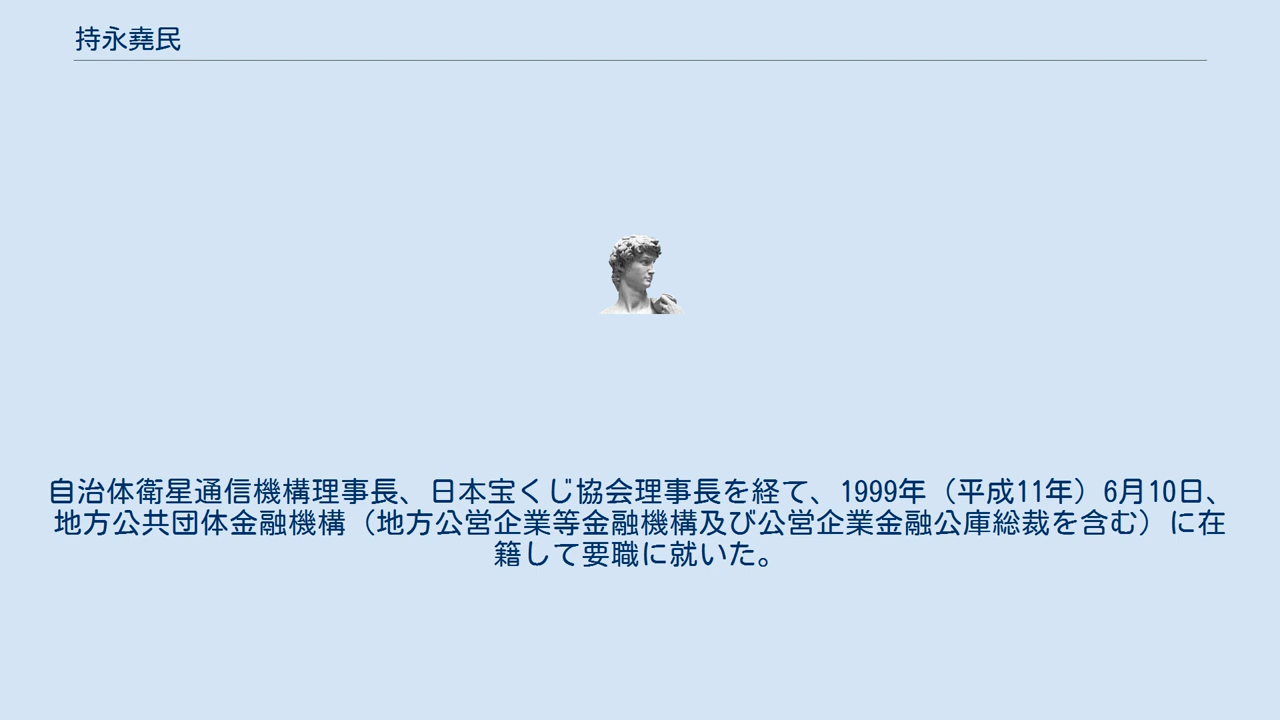 持永堯民
自治体衛星通信機構理事長、日本宝くじ協会理事長を経て、1999年（平成11年）6月10日、
地方公共団体金融機構（地方公営企業等金融機構及び公営企業金融公庫総裁を含む）に在
籍して要職に就いた。